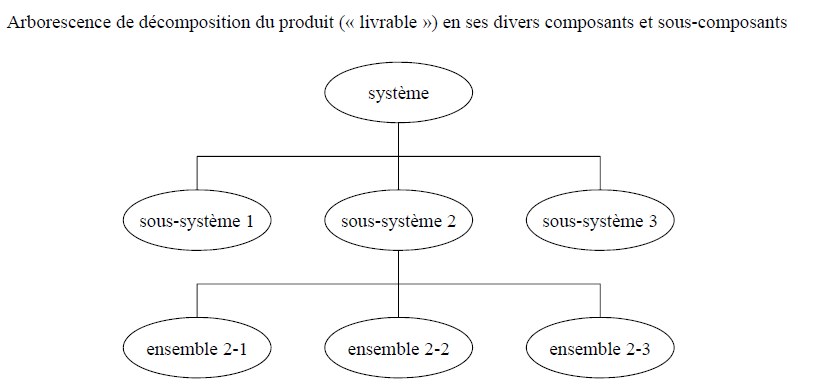 Arborescence de décomposition du produit (« livrable ») en ses divers composants et sous-composants
système
sous-système 1
sous-système 2
sous-système 3
ensemble 2-1
ensemble 2-2
ensemble 2-3